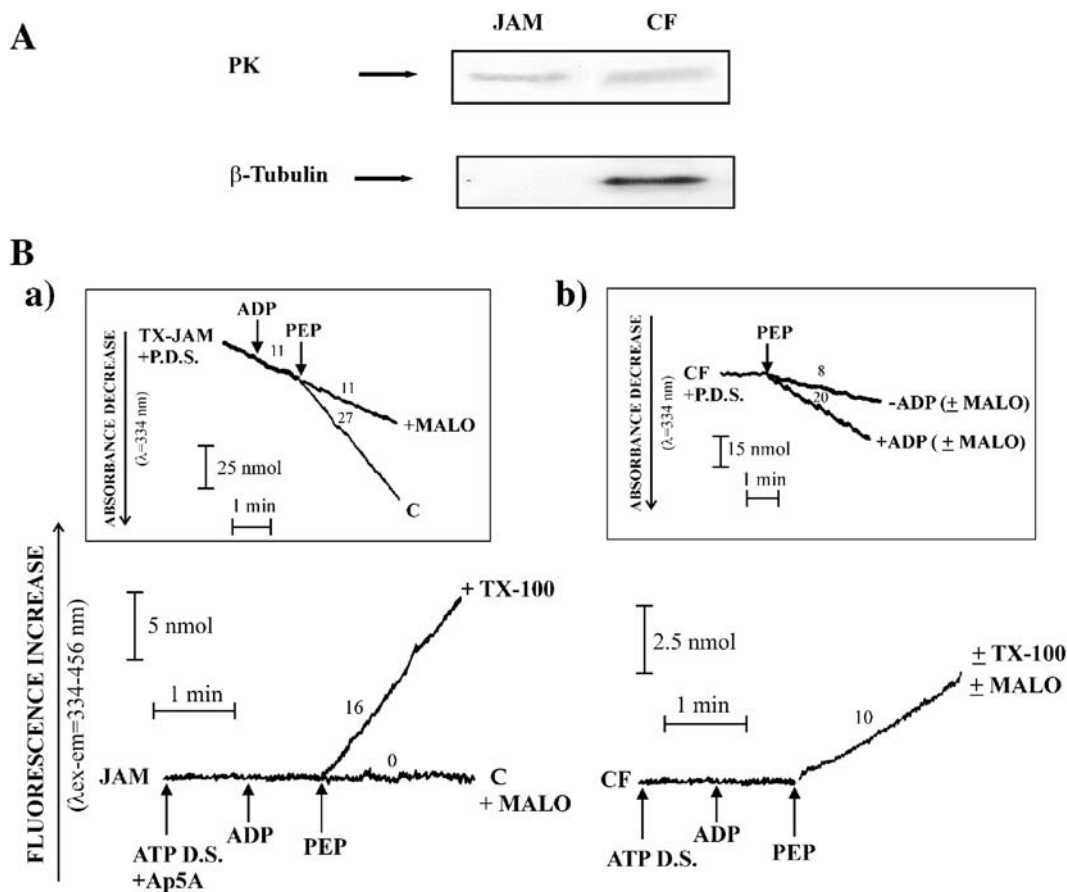 A
JAM CF
PK
β-Tubulin
B
a)
ABSORBANCE DECREASE
(λ=334 nm)
TX-JAM
+P.D.S.
ADP
11
PEP
11
+MALO
27
25 nmol
1 min
C
b)
ABSORBANCE DECREASE
(λ=334 nm)
CF
+P.D.S.
PEP
8
20
-ADP (± MALO)
+ADP (± MALO)
15 nmol
1 min
FLUORESCENCE INCREASE
(λex-em=334-456 nm)
5 nmol
1 min
+ TX-100
16
0
JAM
C
+ MALO
ATP D.S.
+Ap5A
ADP
PEP
2.5 nmol
1 min
± TX-100
± MALO
10
CF
ATP D.S.
ADP
PEP